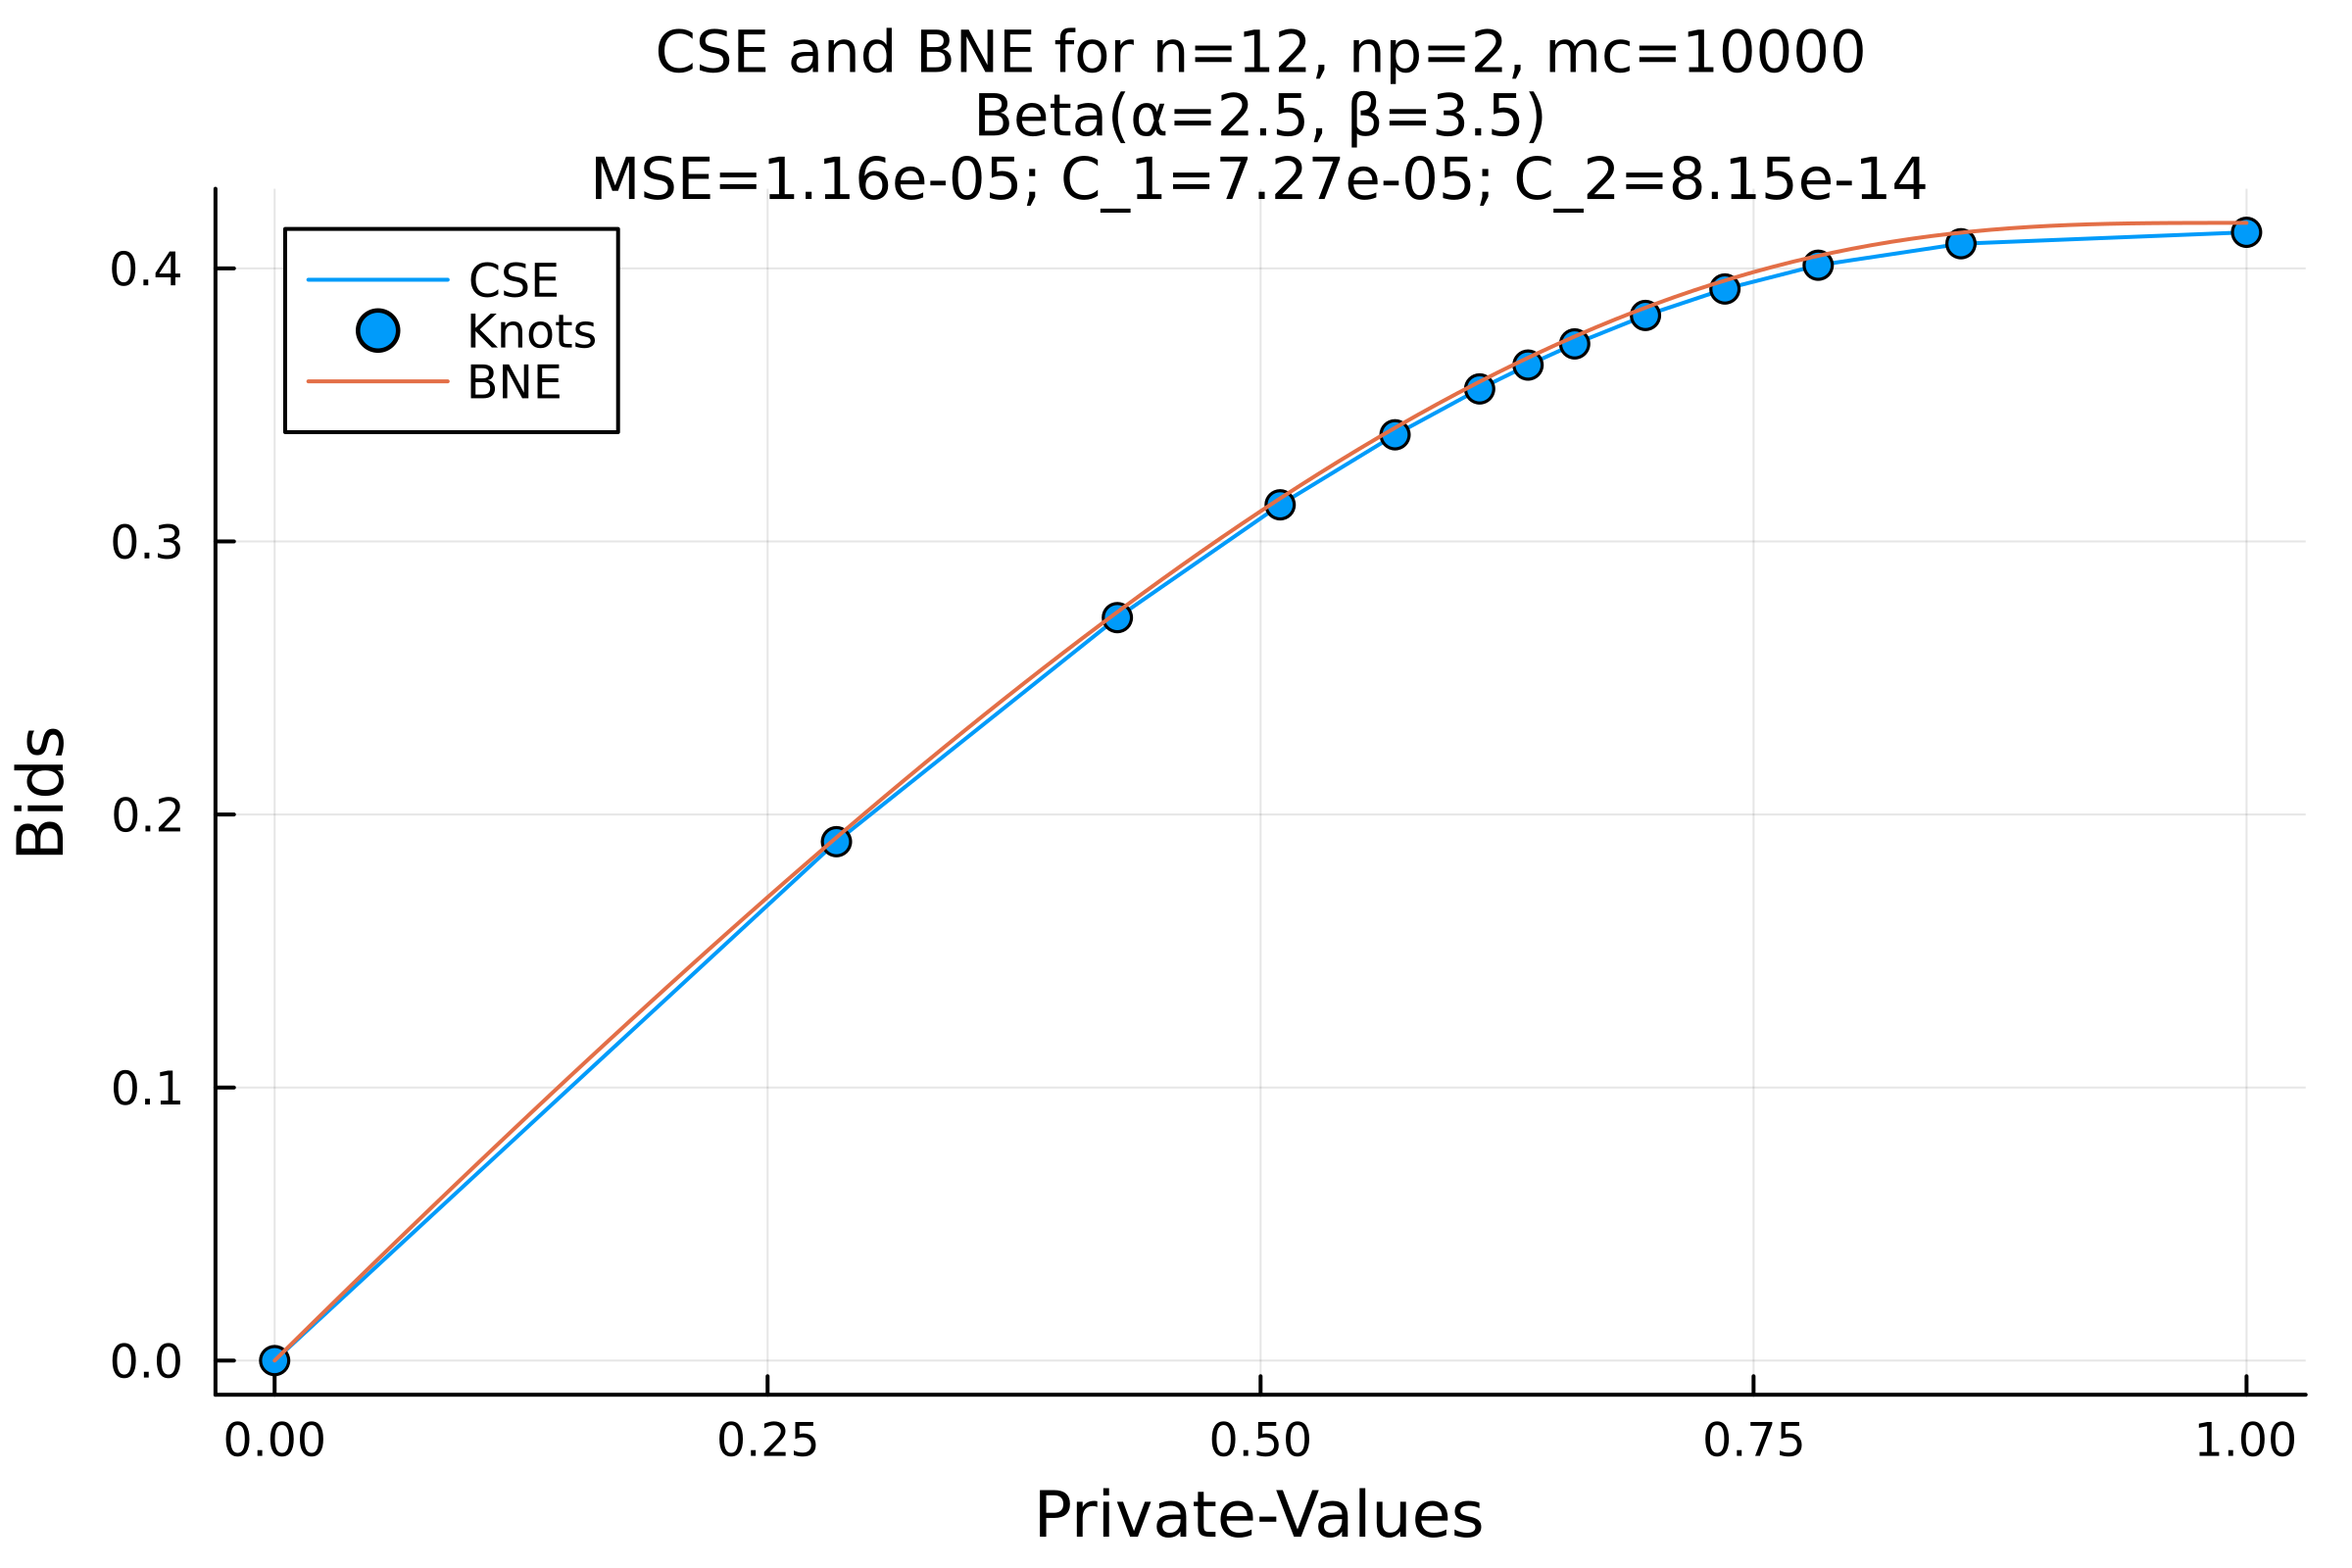 CSE and BNE for n=12, np=2, mc=10000
Beta(α=2.5, β=3.5)
MSE=1.16e-05; C_1=7.27e-05; C_2=8.15e-14
CSE
Knots
BNE
0.4
0.3
0.2
0.1
0.0
Bids
0.00 0.25 0.50 0.75 1.00
Private-Values